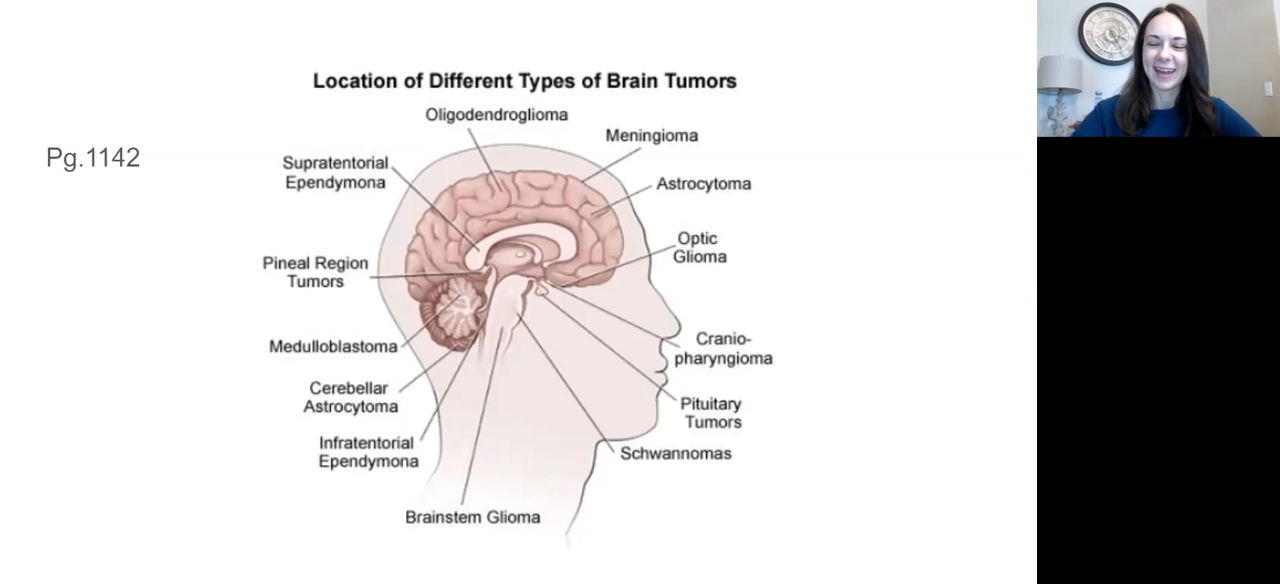 Location of Different Types of Brain Tumors
Pg.1142
Oligodendroglioma
Meningioma
Supratentorial
Ependymona
Astrocytoma
Optic
Glioma
Pineal Region
Tumors
Medulloblastoma
Cranio-
pharyngioma
Cerebellar
Astrocytoma
Pituitary
Tumors
Infratentorial
Ependymona
Schwannomas
Brainstem Glioma